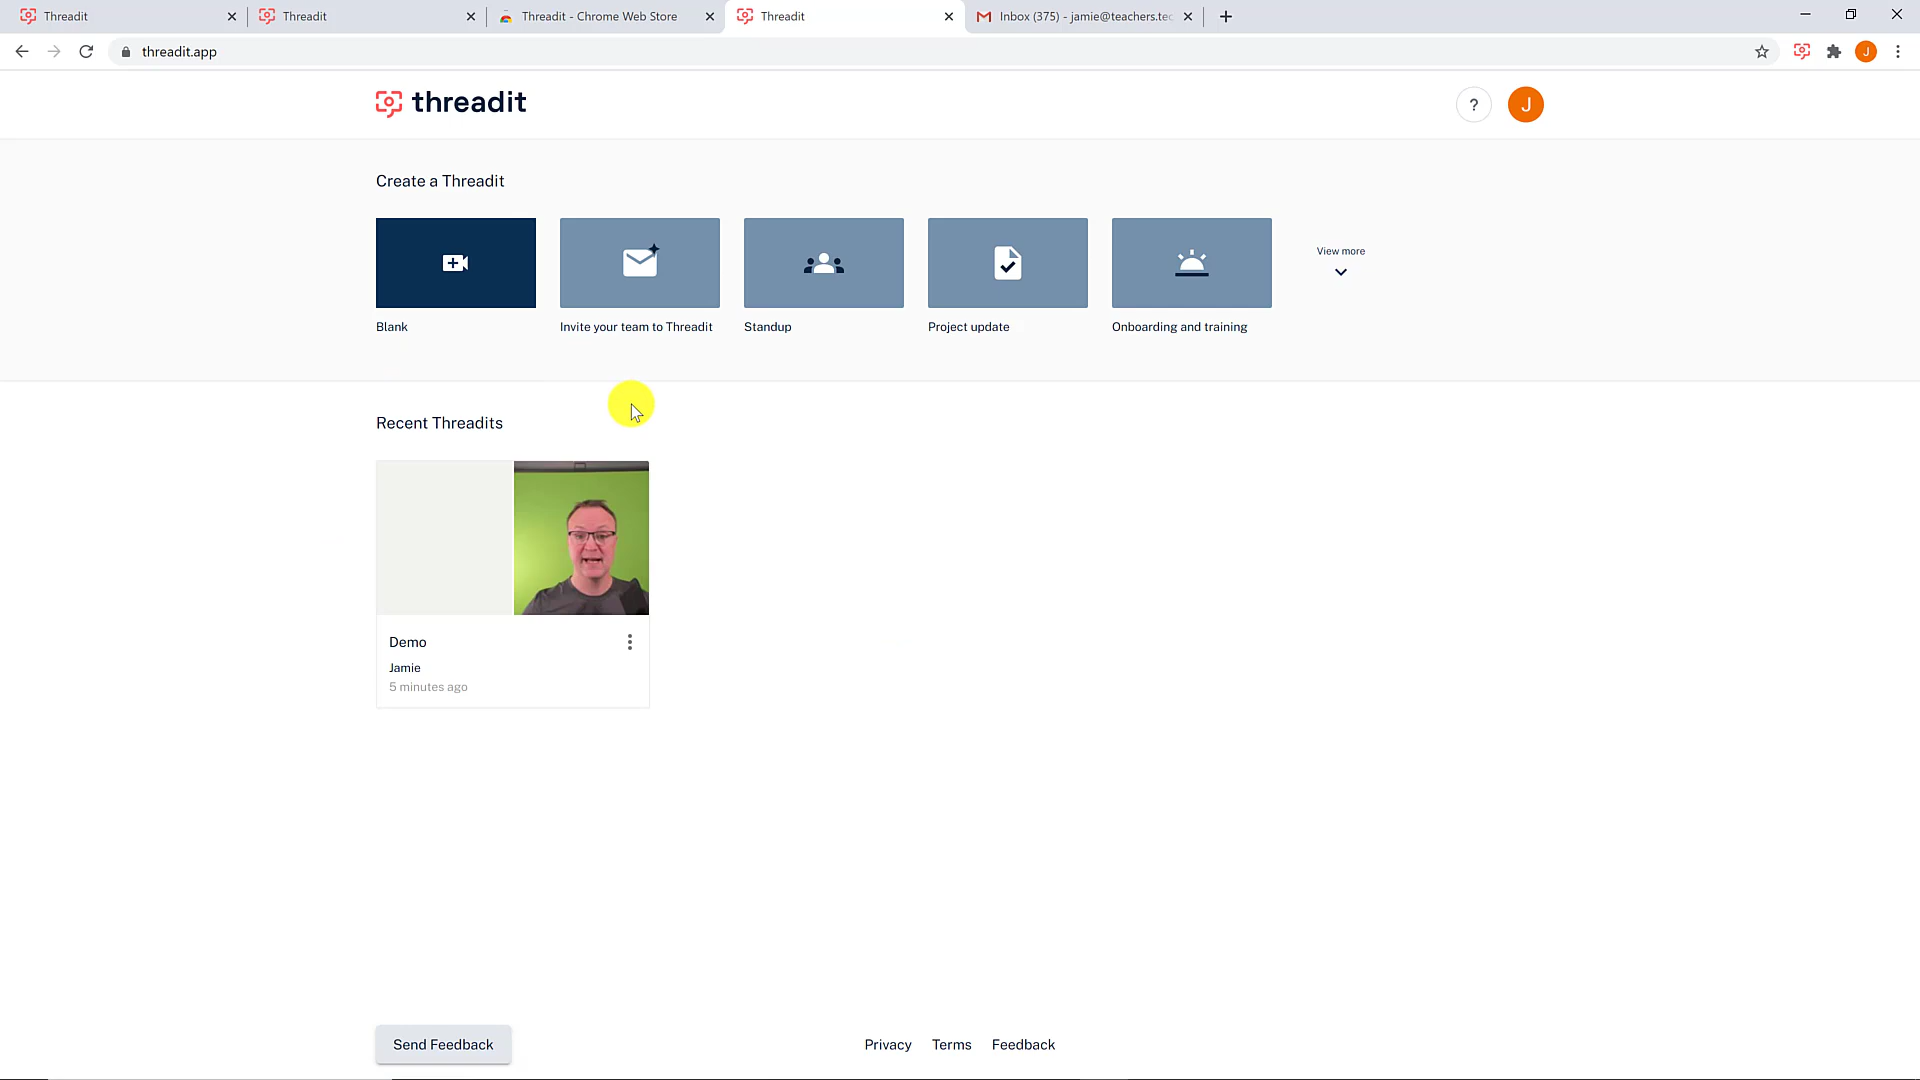 Threadit
Threadit
Threadit - Chrome Web Store
Threadit
Inbox (375) - jamie@teachers.tec
threadit.app
J
threadit
?
J
Create a Threadit
View more
Blank
Invite your team to Threadit
Standup
Project update
Onboarding and training
Recent Threadits
Demo
Jamie
5 minutes ago
Send Feedback
Privacy
Terms
Feedback